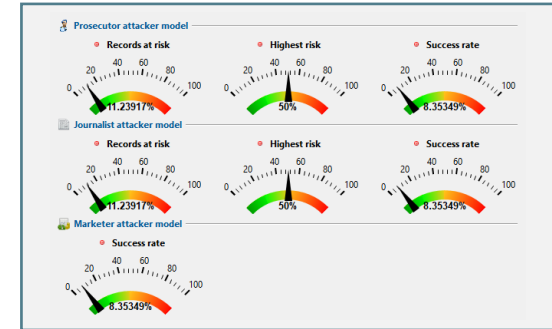 Prosecutor attacker model
Records at risk Highest risk Success rate
0 20 40 60 80 100 0 20 40 60 80 100 0 20 40 60 80 100
11.23917% 50% 8.35349%
Journalist attacker model
Records at risk Highest risk Success rate
0 20 40 60 80 100 0 20 40 60 80 100 0 20 40 60 80 100
11.23917% 50% 8.35349%
Marketer attacker model
Success rate
0 20 40 60 80 100
8.35349%